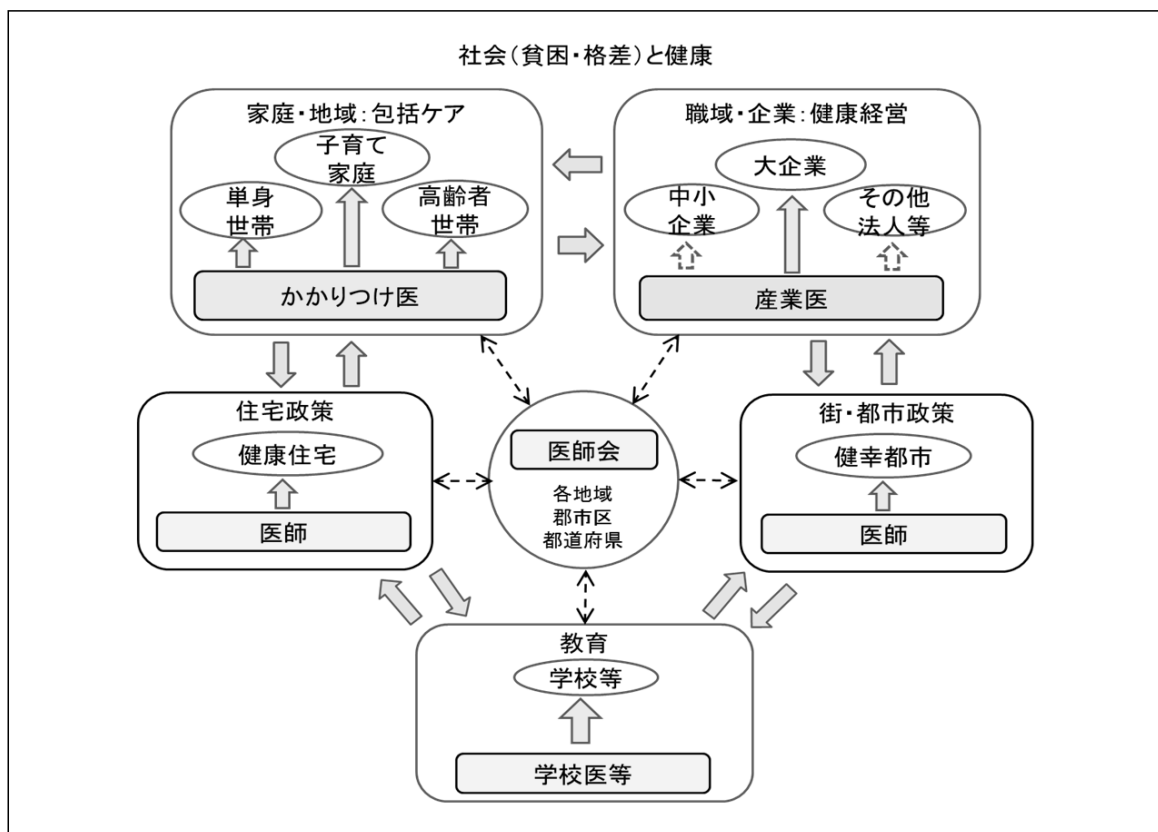 社会(貧困・格差)と健康
家庭・地域:包括ケア
子育て
家庭
単身
世帯
高齢者
世帯
かかりつけ医
職域・企業:健康経営
大企業
中小
企業
その他
法人等
産業医
住宅政策
健康住宅
医師
医師会
各地域
郡市区
都道府県
街・都市政策
健幸都市
医師
教育
学校等
学校医等